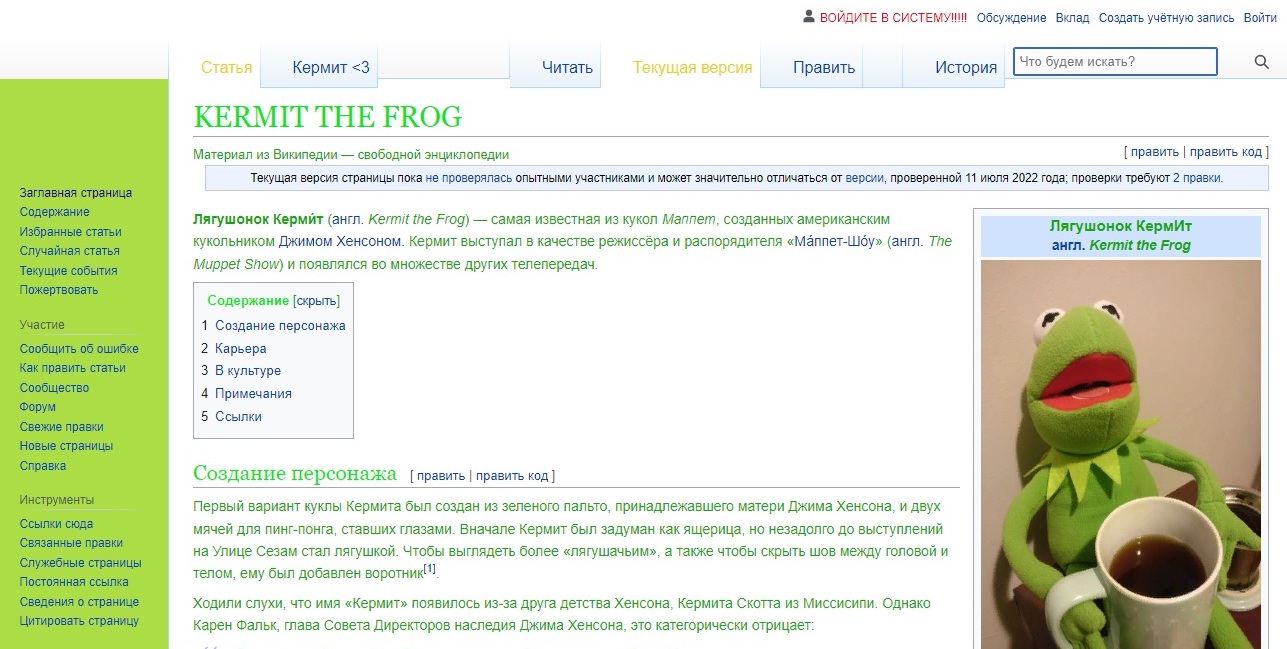 ВОЙДИТЕ В СИСТЕМУ!!!!! Обсуждение Вклад Создать учётную запись Войти
Статья Кермит <3 Читать Текущая версия Править История Что будем искать?
KERMIT THE FROG
Материал из Википедии — свободной энциклопедии
[ править | править код ]
Текущая версия страницы пока не проверялась опытными участниками и может значительно отличаться от версии, проверенной 11 июля 2022 года; проверки требуют 2 правки.
Заглавная страница
Содержание
Избранные статьи
Случайная статья
Текущие события
Пожертвовать
Участие
Сообщить об ошибке
Как править статьи
Сообщество
Форум
Свежие правки
Новые страницы
Справка
Инструменты
Ссылки сюда
Связанные правки
Служебные страницы
Постоянная ссылка
Сведения о странице
Цитировать страницу
Лягушонок Керми́т (англ. Kermit the Frog) — самая известная из кукол Маппет, созданных американским
кукольником Джимом Хенсоном. Кермит выступал в качестве режиссёра и распорядителя «Ма́ппет-Шо́у» (англ. The
Muppet Show) и появлялся во множестве других телепередач.
Содержание [скрыть]
1 Создание персонажа
2 Карьера
3 В культуре
4 Примечания
5 Ссылки
Создание персонажа [ править | править код ]
Первый вариант куклы Кермита был создан из зеленого пальто, принадлежавшего матери Джима Хенсона, и двух
мячей для пинг-понга, ставших глазами. Вначале Кермит был задуман как ящерица, но незадолго до выступлений
на Улице Сезам стал лягушкой. Чтобы выглядеть более «лягушачьим», а также чтобы скрыть шов между головой и
телом, ему был добавлен воротник[1].
Ходили слухи, что имя «Кермит» появилось из-за друга детства Хенсона, Кермита Скотта из Миссисипи. Однако
Карен Фальк, глава Совета Директоров наследия Джима Хенсона, это категорически отрицает:
Лягушонок КермИт
англ. Kermit the Frog